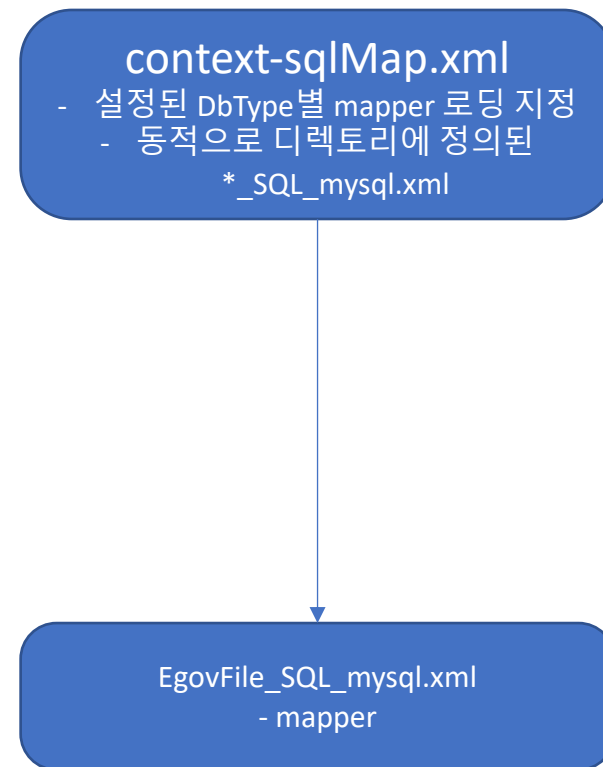 context-sqlMap.xml
- 설정된 DbType별 mapper 로딩 지정
- 동적으로 디렉토리에 정의된
*_SQL_mysql.xml
EgovFile_SQL_mysql.xml
- mapper